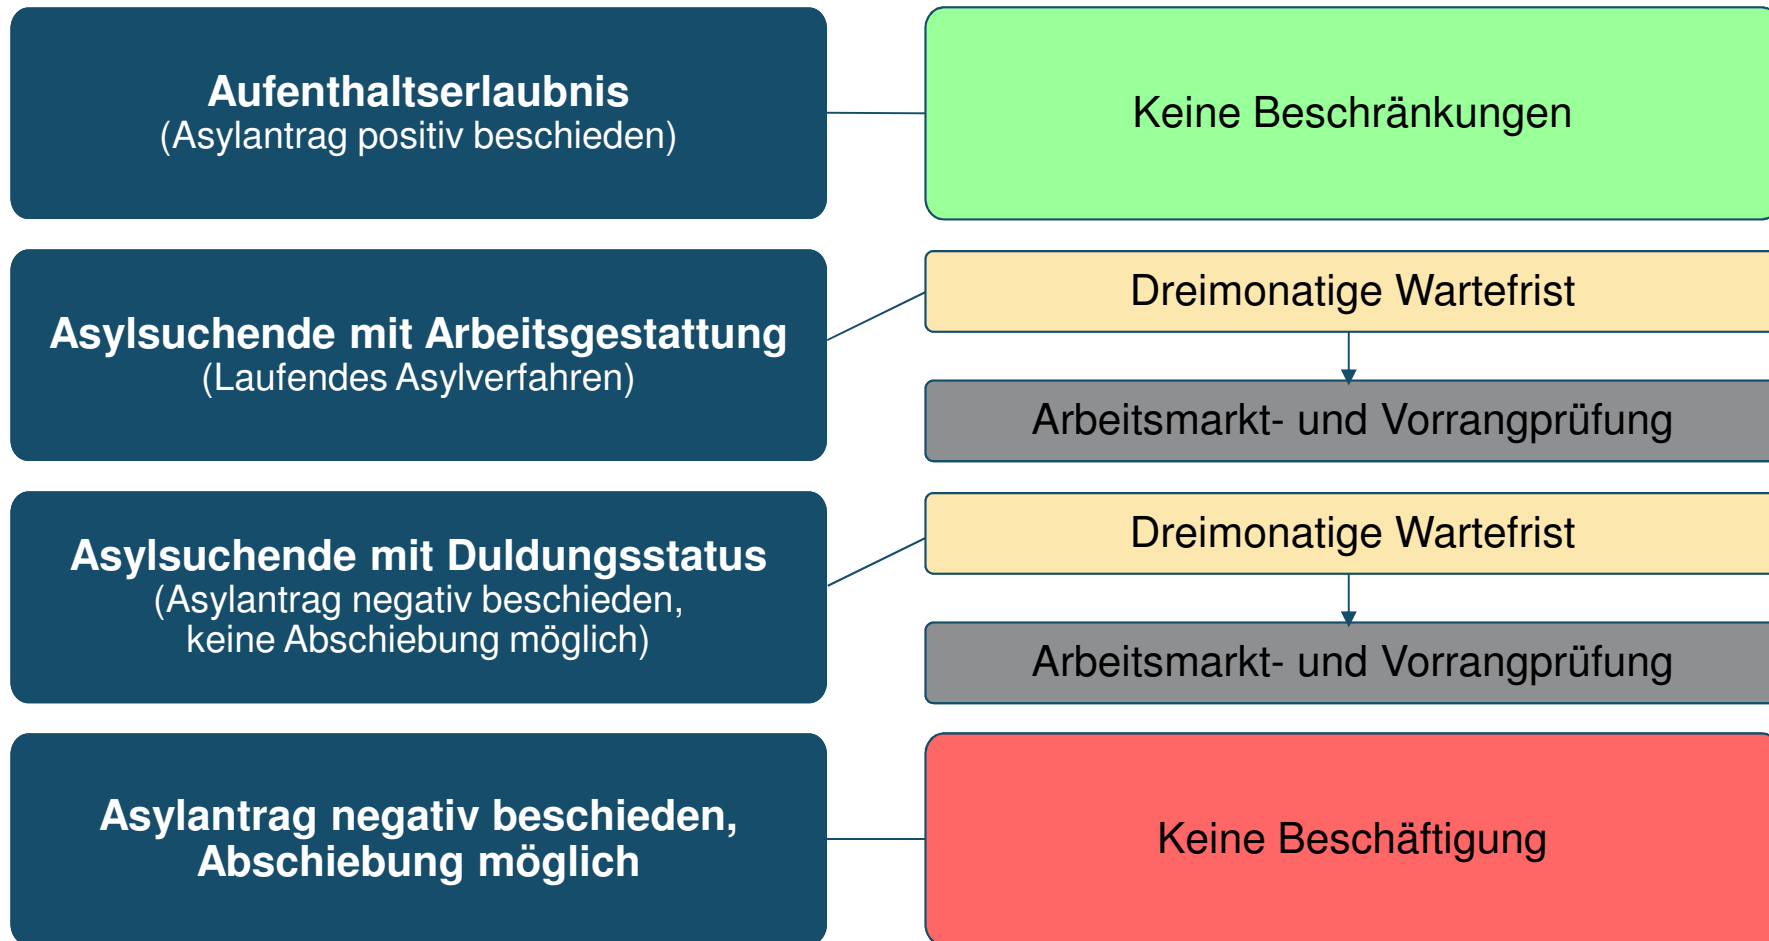 Aufenthaltserlaubnis
(Asylantrag positiv beschieden)
Keine Beschränkungen
Asylsuchende mit Arbeitsgestattung
(Laufendes Asylverfahren)
Dreimonatige Wartefrist
Arbeitsmarkt- und Vorrangprüfung
Asylsuchende mit Duldungsstatus
(Asylantrag negativ beschieden,
keine Abschiebung möglich)
Dreimonatige Wartefrist
Arbeitsmarkt- und Vorrangprüfung
Asylantrag negativ beschieden,
Abschiebung möglich
Keine Beschäftigung